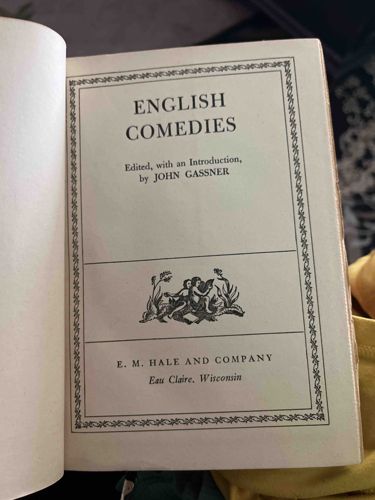 ENGLISH
COMEDIES
Edited, with an Introduction,
by JOHN GASSNER
E. M. HALE AND COMPANY
Eau Claire, Wisconsin